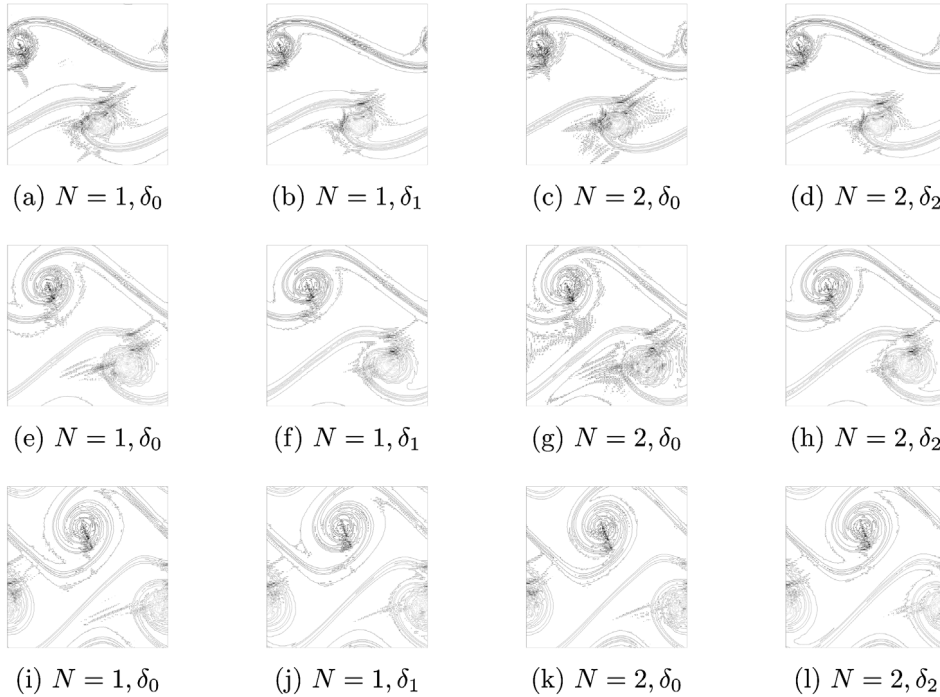 (a) N = 1, δ₀
(b) N = 1, δ₁
(c) N = 2, δ₀
(d) N = 2, δ₂
(e) N = 1, δ₀
(f) N = 1, δ₁
(g) N = 2, δ₀
(h) N = 2, δ₂
(i) N = 1, δ₀
(j) N = 1, δ₁
(k) N = 2, δ₀
(l) N = 2, δ₂